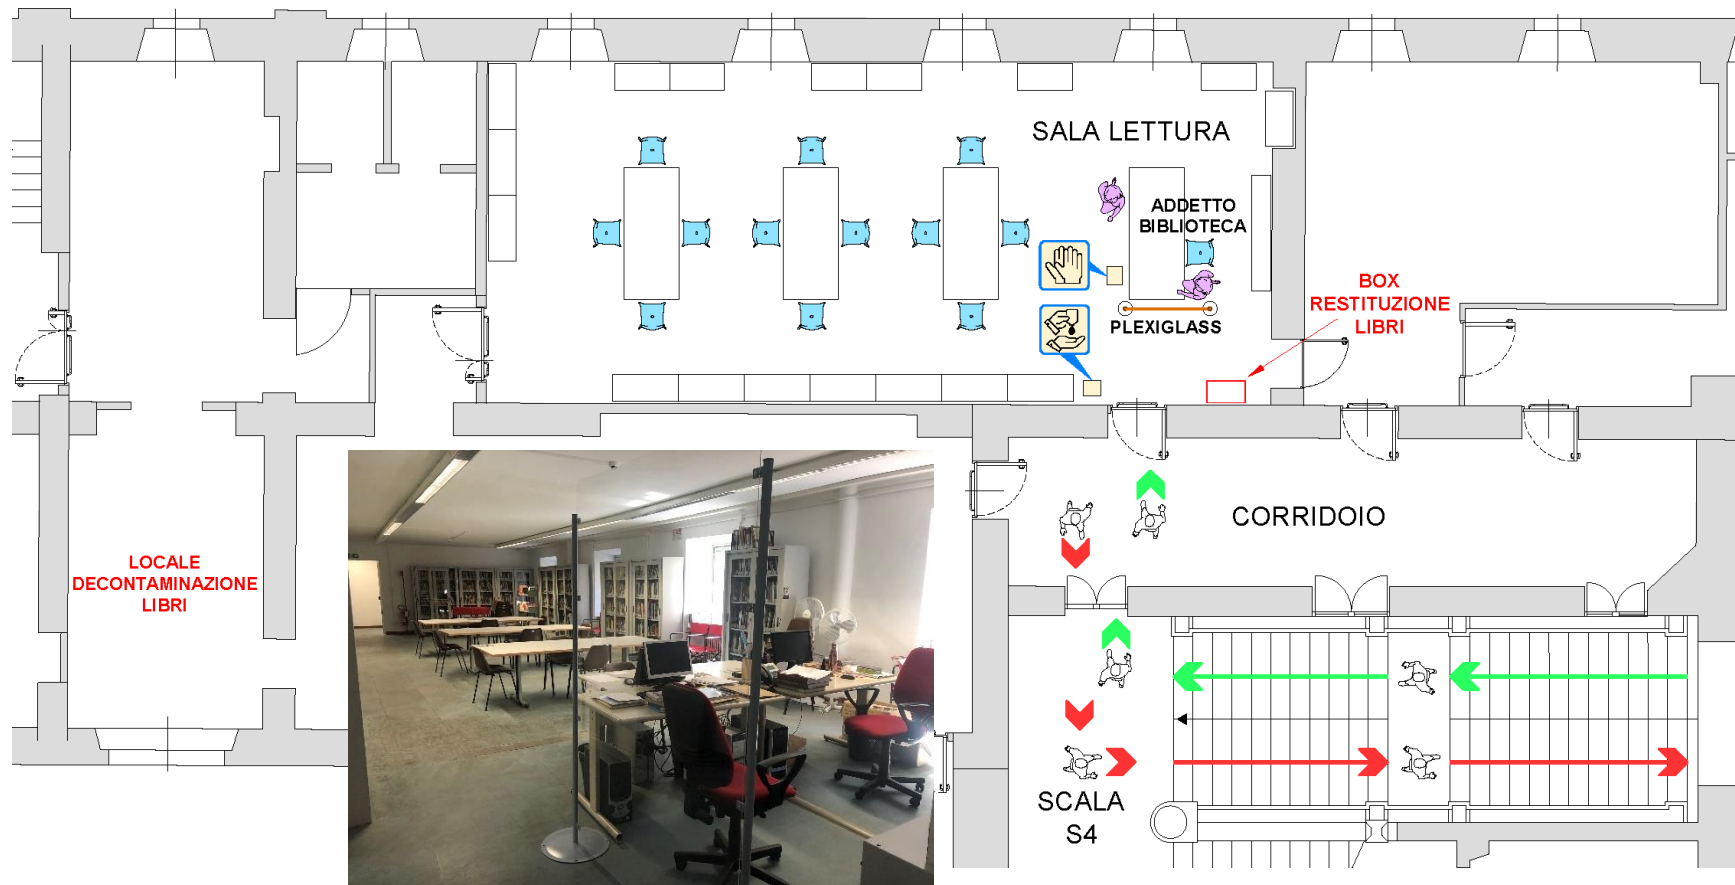 SALA LETTURA
ADDETTO
BIBLIOTECA
PLEXIGLASS
BOX
RESTITUZIONE
LIBRI
CORRIDOIO
LOCALE
DECONTAMINAZIONE
LIBRI
SCALA
S4